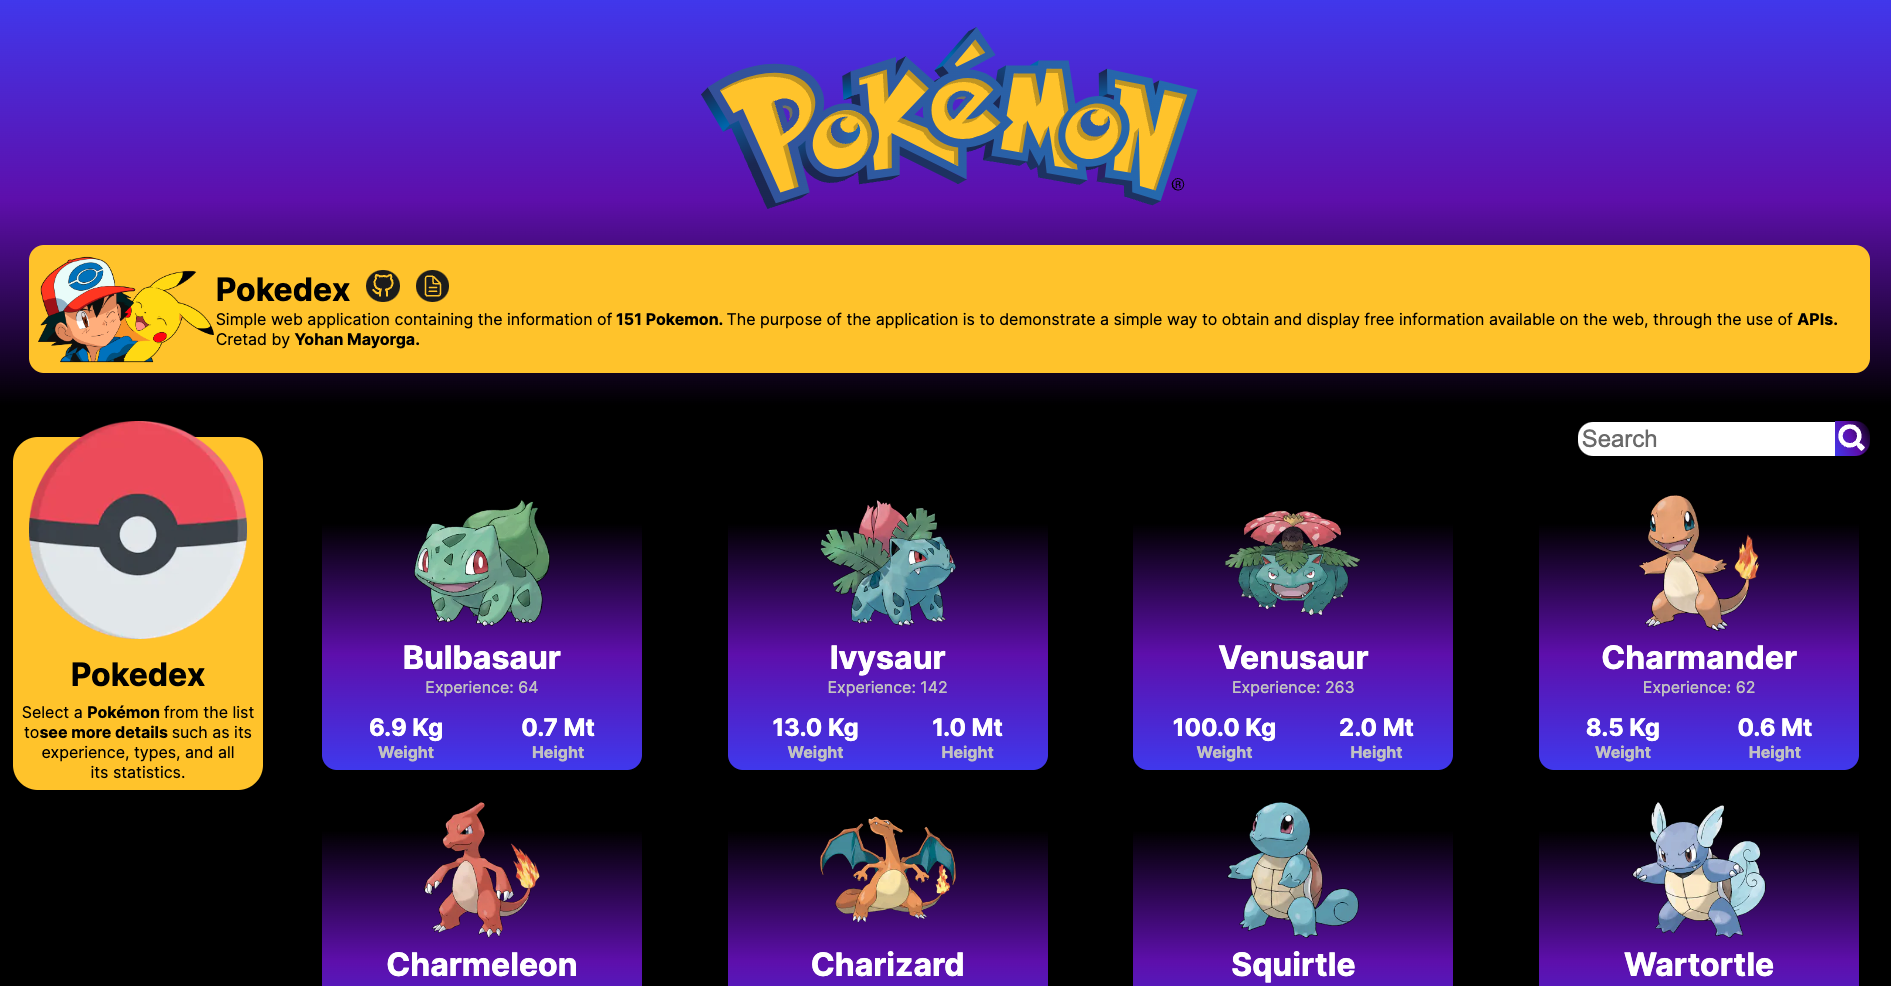 POKÉMON
®
Pokedex
Simple web application containing the information of 151 Pokemon. The purpose of the application is to demonstrate a simple way to obtain and display free information available on the web, through the use of APIs.
Cretad by Yohan Mayorga.
Search
Pokedex
Select a Pokémon from the list
tosee more details such as its
experience, types, and all
its statistics.
Bulbasaur
Experience: 64
6.9 Kg
Weight
0.7 Mt
Height
Ivysaur
Experience: 142
13.0 Kg
Weight
1.0 Mt
Height
Venusaur
Experience: 263
100.0 Kg
Weight
2.0 Mt
Height
Charmander
Experience: 62
8.5 Kg
Weight
0.6 Mt
Height
Charmeleon
Charizard
Squirtle
Wartortle